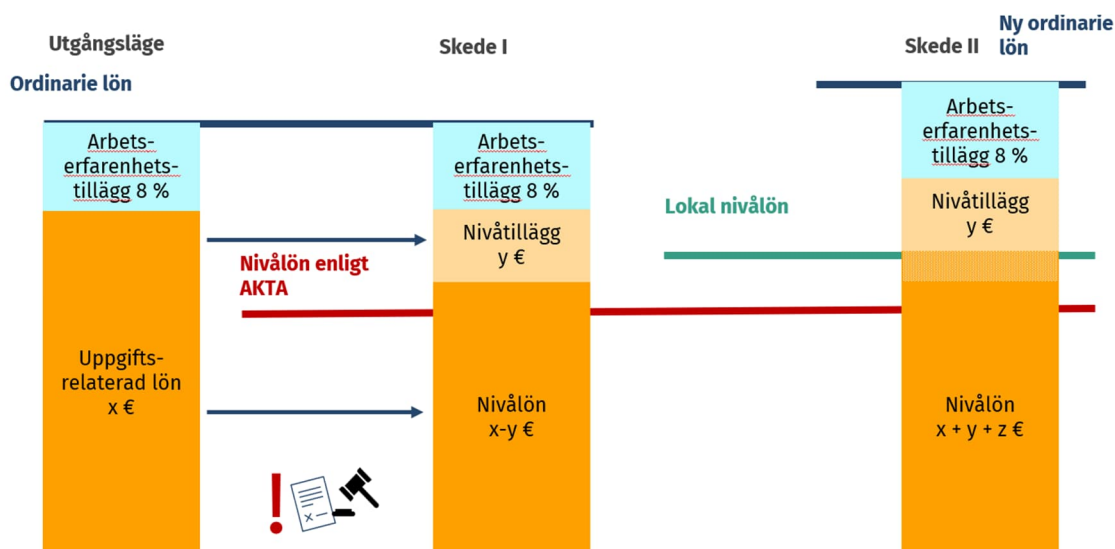 Utgångsläge
Skede I
Skede II
Ny ordinarie
lön
Ordinarie lön
Arbets-
erfarenhets-
tillägg 8 %
Uppgifts-
relaterad lön
x €
Nivålön enligt
AKTA
Arbets-
erfarenhets-
tillägg 8 %
Nivåtillägg
y €
Nivålön
x-y €
Lokal nivålön
Arbets-
erfarenhets-
tillägg 8 %
Nivåtillägg
y €
Nivålön
x + y + z €